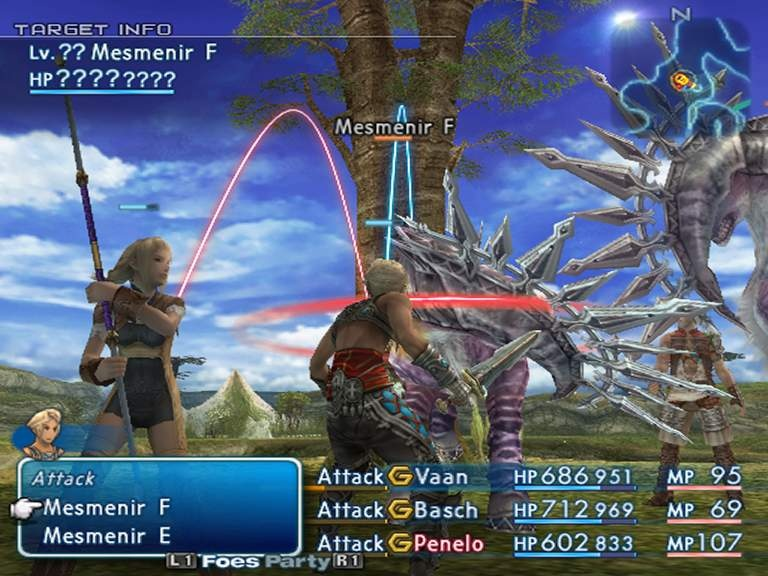 TARGET INFO
N
Lv.?? Mesmenir F
HP????????
Mesmenir F
Attack
Mesmenir F
Mesmenir E
Attack G Vaan HP686 951 MP 95
Attack G Basch HP712 969 MP 69
Attack G Penelo HP602 833 MP107
L1 Foes Party R1